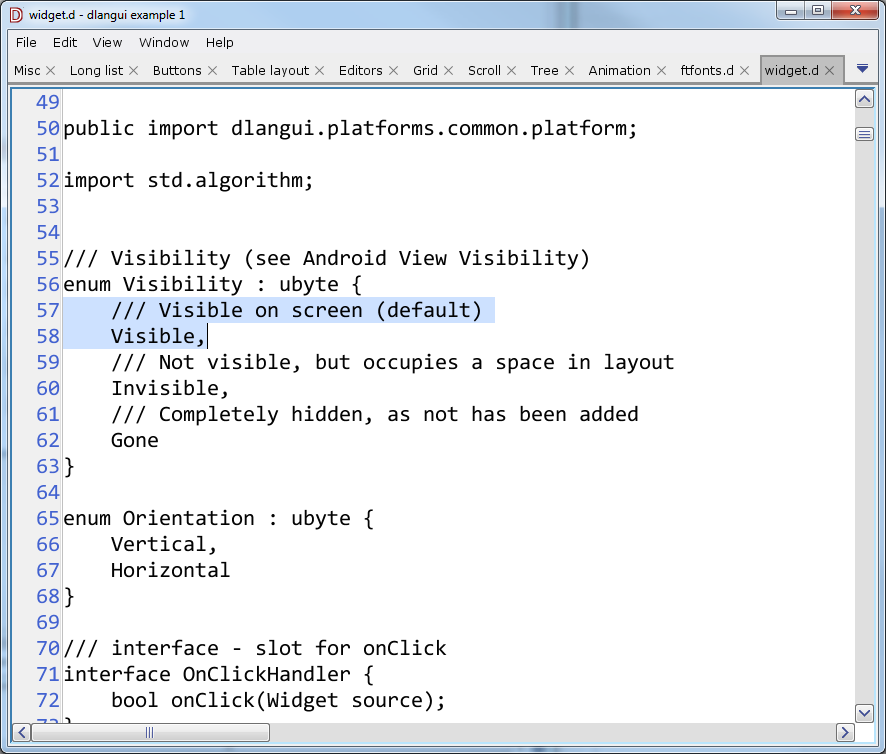 widget.d - dlangui example 1
File Edit View Window Help
Misc Long list Buttons Table layout Editors Grid Scroll Tree Animation ftfonts.d widget.d
49
50 public import dlangui.platforms.common.platform;
51
52 import std.algorithm;
53
54
55 /// Visibility (see Android View Visibility)
56 enum Visibility : ubyte {
57     /// Visible on screen (default)
58     Visible,
59     /// Not visible, but occupies a space in layout
60     Invisible,
61     /// Completely hidden, as not has been added
62     Gone
63 }
64
65 enum Orientation : ubyte {
66     Vertical,
67     Horizontal
68 }
69
70 /// interface - slot for onClick
71 interface OnClickHandler {
72     bool onClick(Widget source);